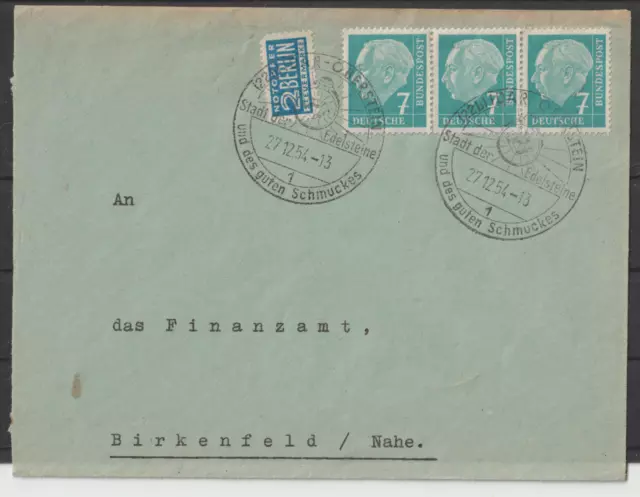 NOTOPFER
2 BERLIN
STEUERMARKE
7
DEUTSCHE
BUNDESPOST
7
DEUTSCHE
BUNDESPOST
7
DEUTSCHE
BUNDESPOST
OBERSTEIN
Stadt der Edelsteine
27.12.54-13
1
und des guten Schmuckes
Stadt der Edelsteine
27.12.54-13
1
und des guten Schmuckes
An
das Finanzamt,
Birkenfeld / Nahe.